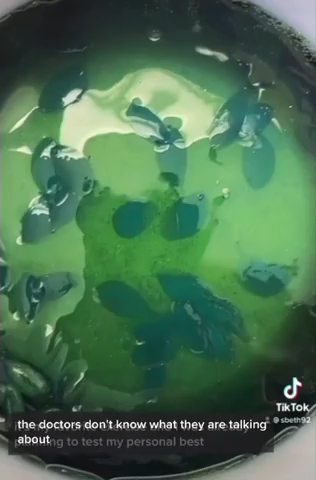 TikTok
@ sbeth92
the doctors don't know what they are talking
about
to test my personal best